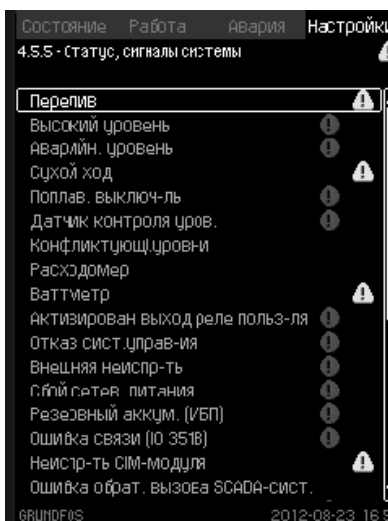 Состояние Работа Авария Настройки
4.5.5 - Статус, сигналы системы
Перелив
Высокий уровень
Аварийн. уровень
Сухой ход
Поплав. выключ-ль
Датчик контроля уров.
Конфликтующ.уровни
Расходомер
Ваттметр
Активирован выход реле польз-ля
Отказ сист.управ-ия
Внешняя неиспр-ть
Сбой сетев. питания
Резервный аккум. (ИБП)
Ошибка связи (IO 351B)
Неиспр-ть CIM-модуля
Ошибка обрат. вызова SCADA-сист.
GRUNDFOS 2012-08-23